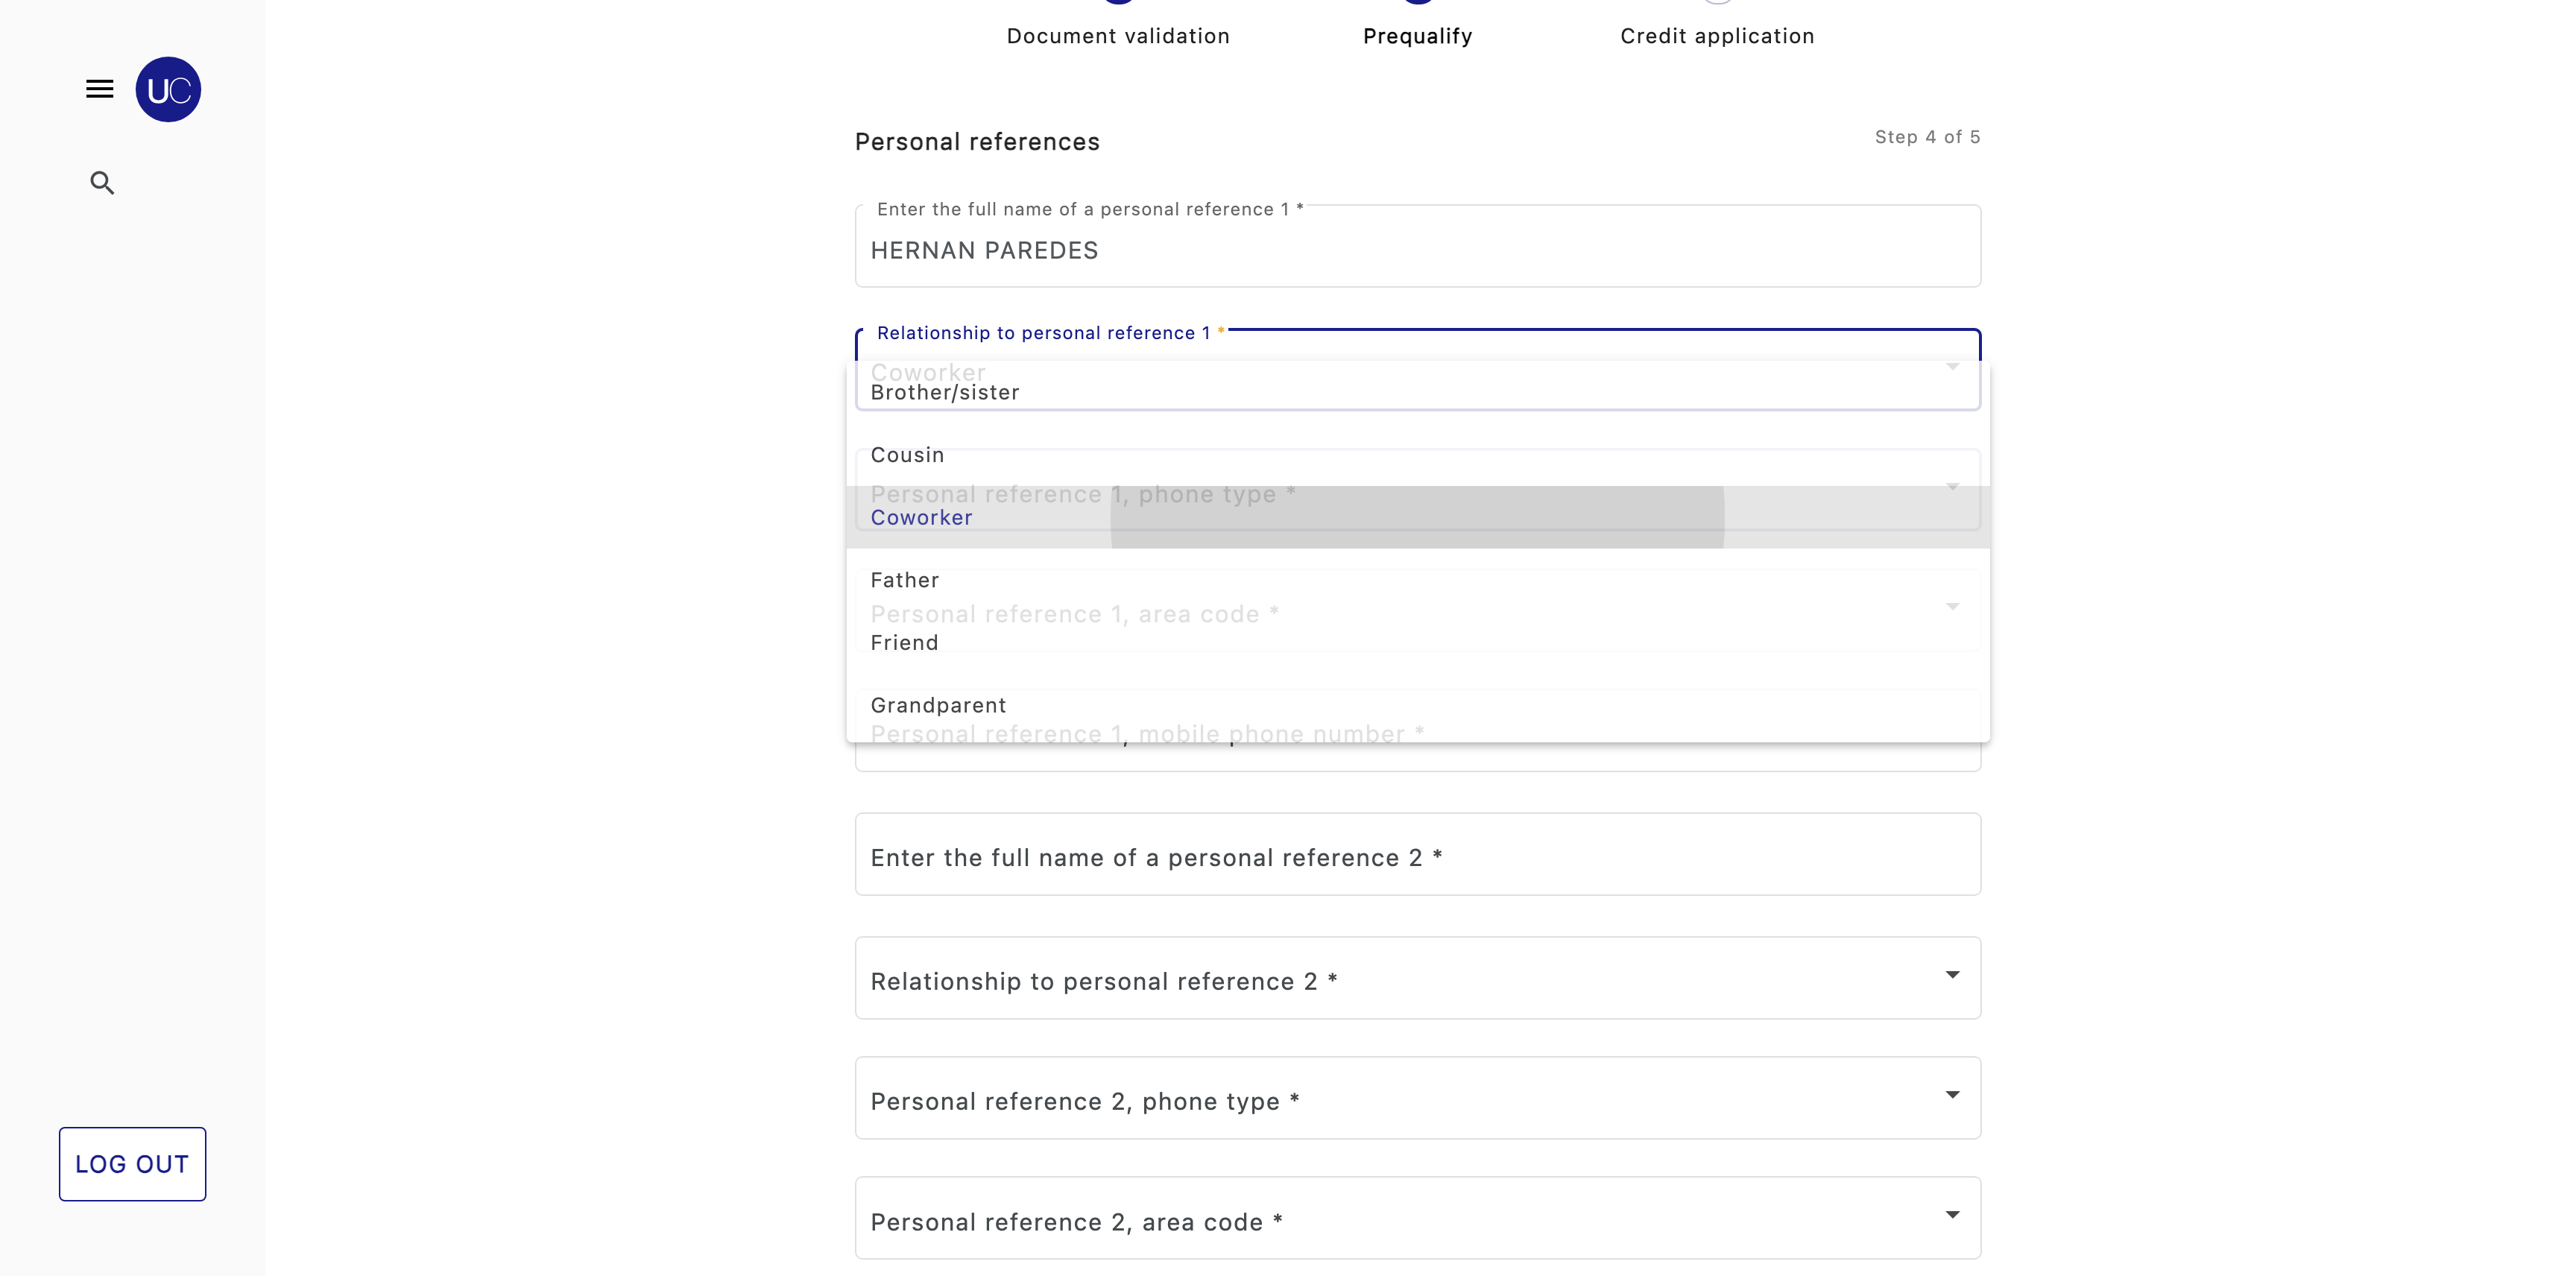 Document validation
Prequalify
Credit application
UC
Personal references
Step 4 of 5
Enter the full name of a personal reference 1 *
HERNAN PAREDES
Relationship to personal reference 1 *
Coworker
Brother/sister
Cousin
Personal reference 1, phone type *
Coworker
Father
Personal reference 1, area code *
Friend
Grandparent
Personal reference 1, mobile phone number *
Enter the full name of a personal reference 2 *
Relationship to personal reference 2 *
Personal reference 2, phone type *
LOG OUT
Personal reference 2, area code *